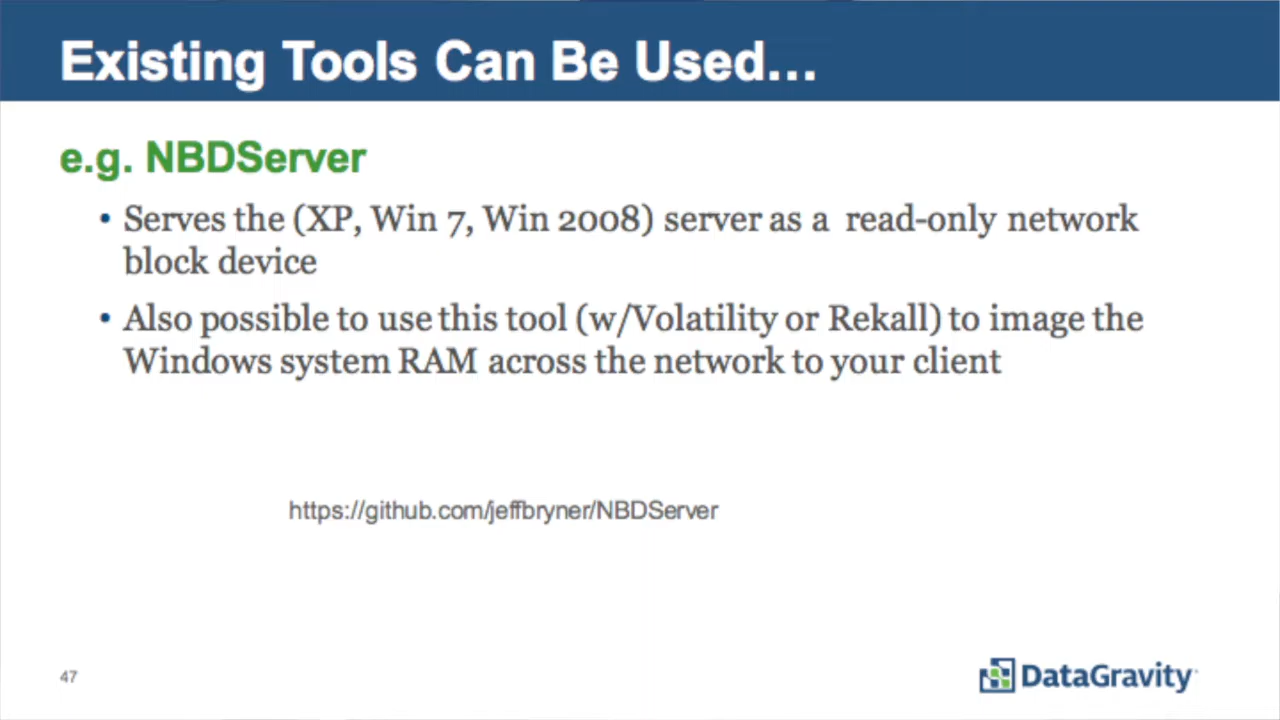 Existing Tools Can Be Used...
e.g. NBDServer
• Serves the (XP, Win 7, Win 2008) server as a read-only network
block device
• Also possible to use this tool (w/Volatility or Rekall) to image the
Windows system RAM across the network to your client
https://github.com/jeffbryner/NBDServer
47
DataGravity